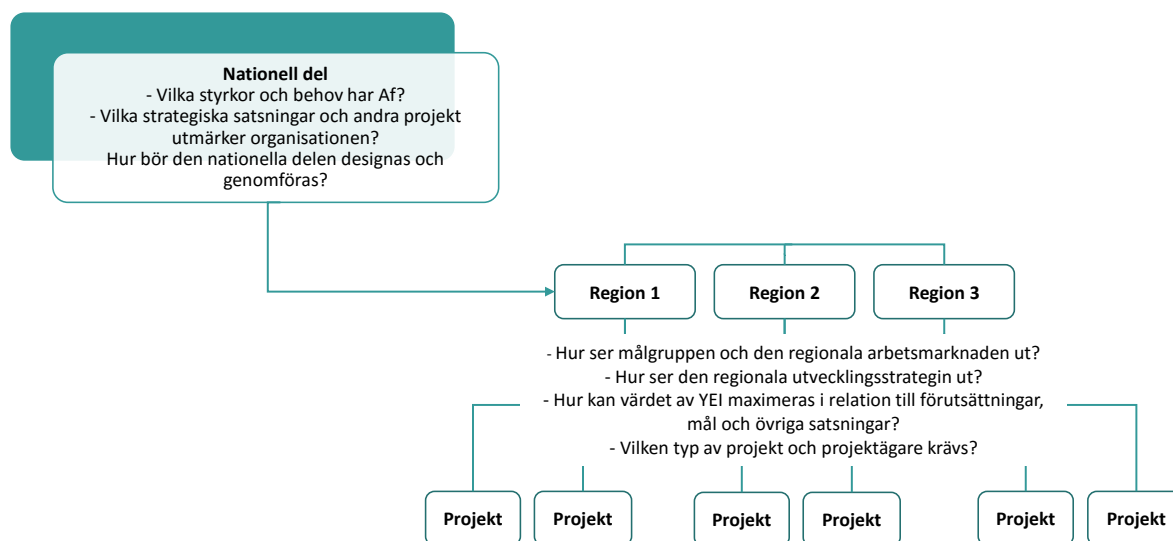 Nationell del
- Vilka styrkor och behov har Af?
- Vilka strategiska satsningar och andra projekt
utmärker organisationen?
Hur bör den nationella delen designas och
genomföras?
Region 1
Region 2
Region 3
- Hur ser målgruppen och den regionala arbetsmarknaden ut?
- Hur ser den regionala utvecklingsstrategin ut?
- Hur kan värdet av YEI maximeras i relation till förutsättningar,
mål och övriga satsningar?
- Vilken typ av projekt och projektägare krävs?
Projekt
Projekt
Projekt
Projekt
Projekt
Projekt